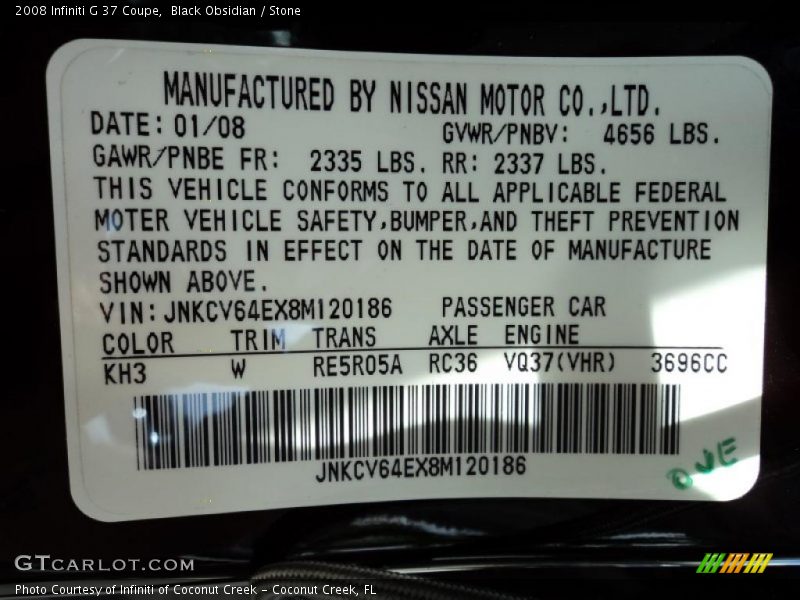 2008 Infiniti G 37 Coupe,  Black Obsidian / Stone
MANUFACTURED BY NISSAN MOTOR CO.,LTD.
DATE: 01/08 GVWR/PNBV: 4656 LBS.
GAWR/PNBE FR: 2335 LBS. RR: 2337 LBS.
THIS VEHICLE CONFORMS TO ALL APPLICABLE FEDERAL
MOTER VEHICLE SAFETY,BUMPER,AND THEFT PREVENTION
STANDARDS IN EFFECT ON THE DATE OF MANUFACTURE
SHOWN ABOVE.
VIN: JNKCV64EX8M120186 PASSENGER CAR
COLOR TRIM TRANS AXLE ENGINE
KH3 W RE5R05A RC36 VQ37(VHR) 3696CC
JNKCV64EX8M120186
GTCARLOT.COM
Photo Courtesy of Infiniti of Coconut Creek - Coconut Creek, FL